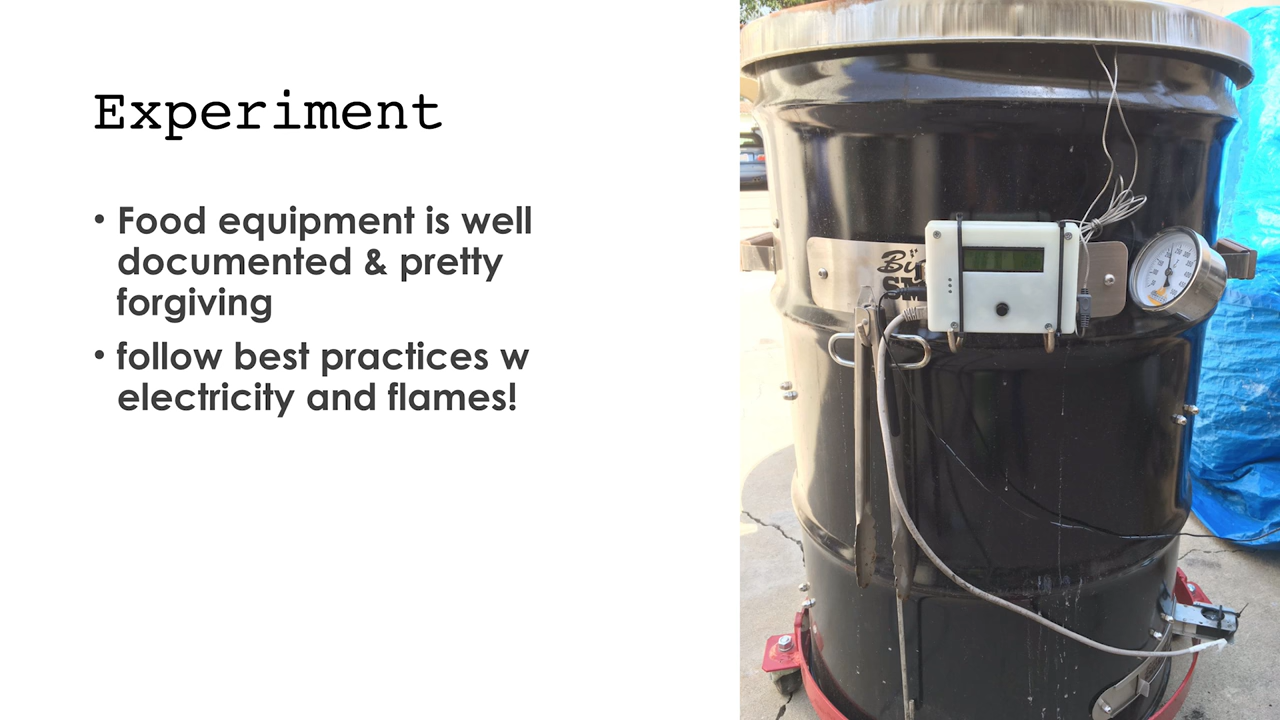 Experiment
• Food equipment is well
documented & pretty
forgiving
• follow best practices w
electricity and flames!